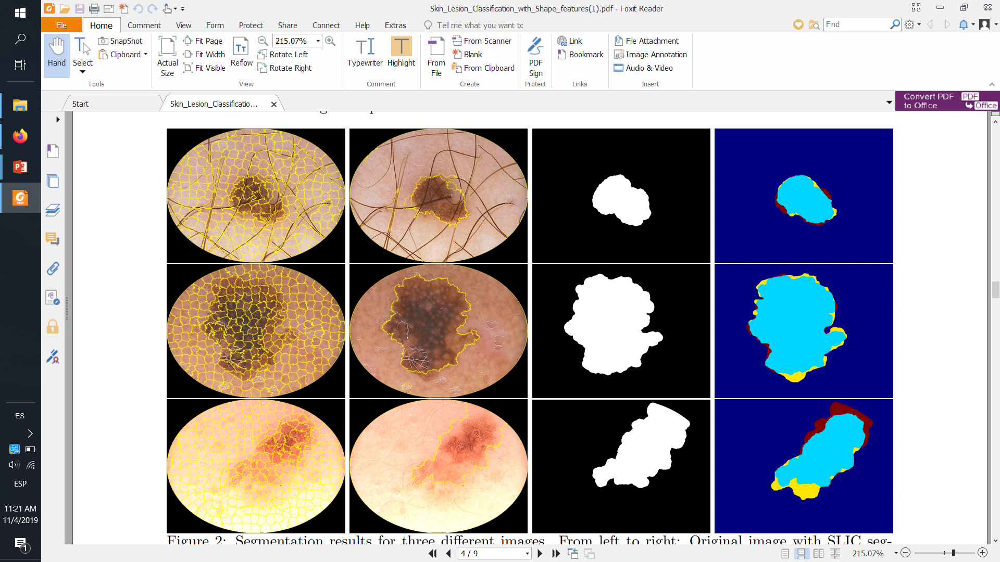 Skin_Lesion_Classification_with_Shape_features(1).pdf - Foxit Reader
File Home Comment View Form Protect Share Connect Help Extras Tell me what you want to Find
Hand
Select
SnapShot
Clipboard
Tools
Actual Size
Fit Page
Fit Width
Fit Visible
Reflow
215.07%
Rotate Left
Rotate Right
View
Typewriter
Highlight
Comment
From File
From Scanner
Blank
From Clipboard
Create
PDF Sign
Protect
Link
Bookmark
Links
File Attachment
Image Annotation
Audio & Video
Insert
Start
Skin_Lesion_Classificatio...
Convert PDF to Office
PDF
Office
Figure 2: Segmentation results for three different images. From left to right: Original image with SLIC seg-
4 / 9
215.07%
ES
ESP
11:21 AM
11/4/2019
1